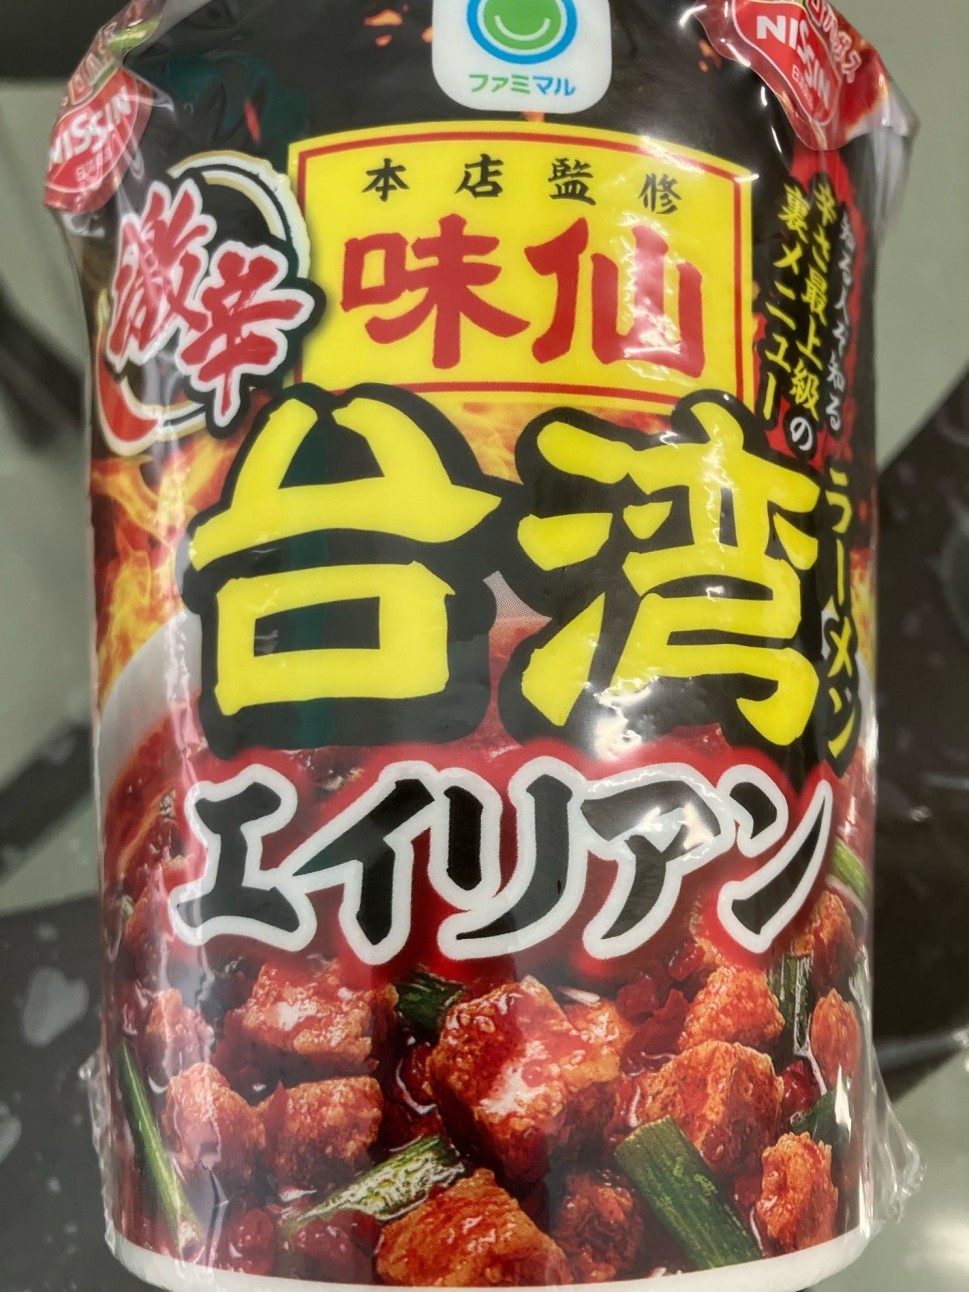 ファミマル
NISSIN
NISSIN
本店監修
味仙
激辛
知る人ぞ知る
辛さ最上級の
裏メニュー
台湾
ラーメン
エイリアン